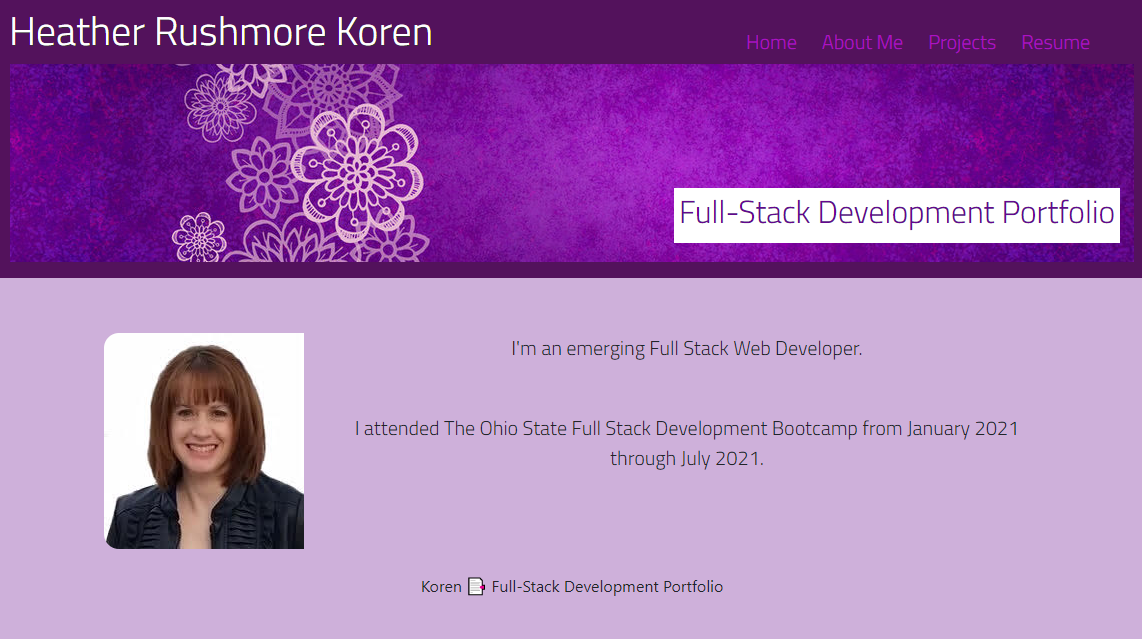 Heather Rushmore Koren
Home About Me Projects Resume
Full-Stack Development Portfolio
I'm an emerging Full Stack Web Developer.
I attended The Ohio State Full Stack Development Bootcamp from January 2021
through July 2021.
Koren 📑 Full-Stack Development Portfolio